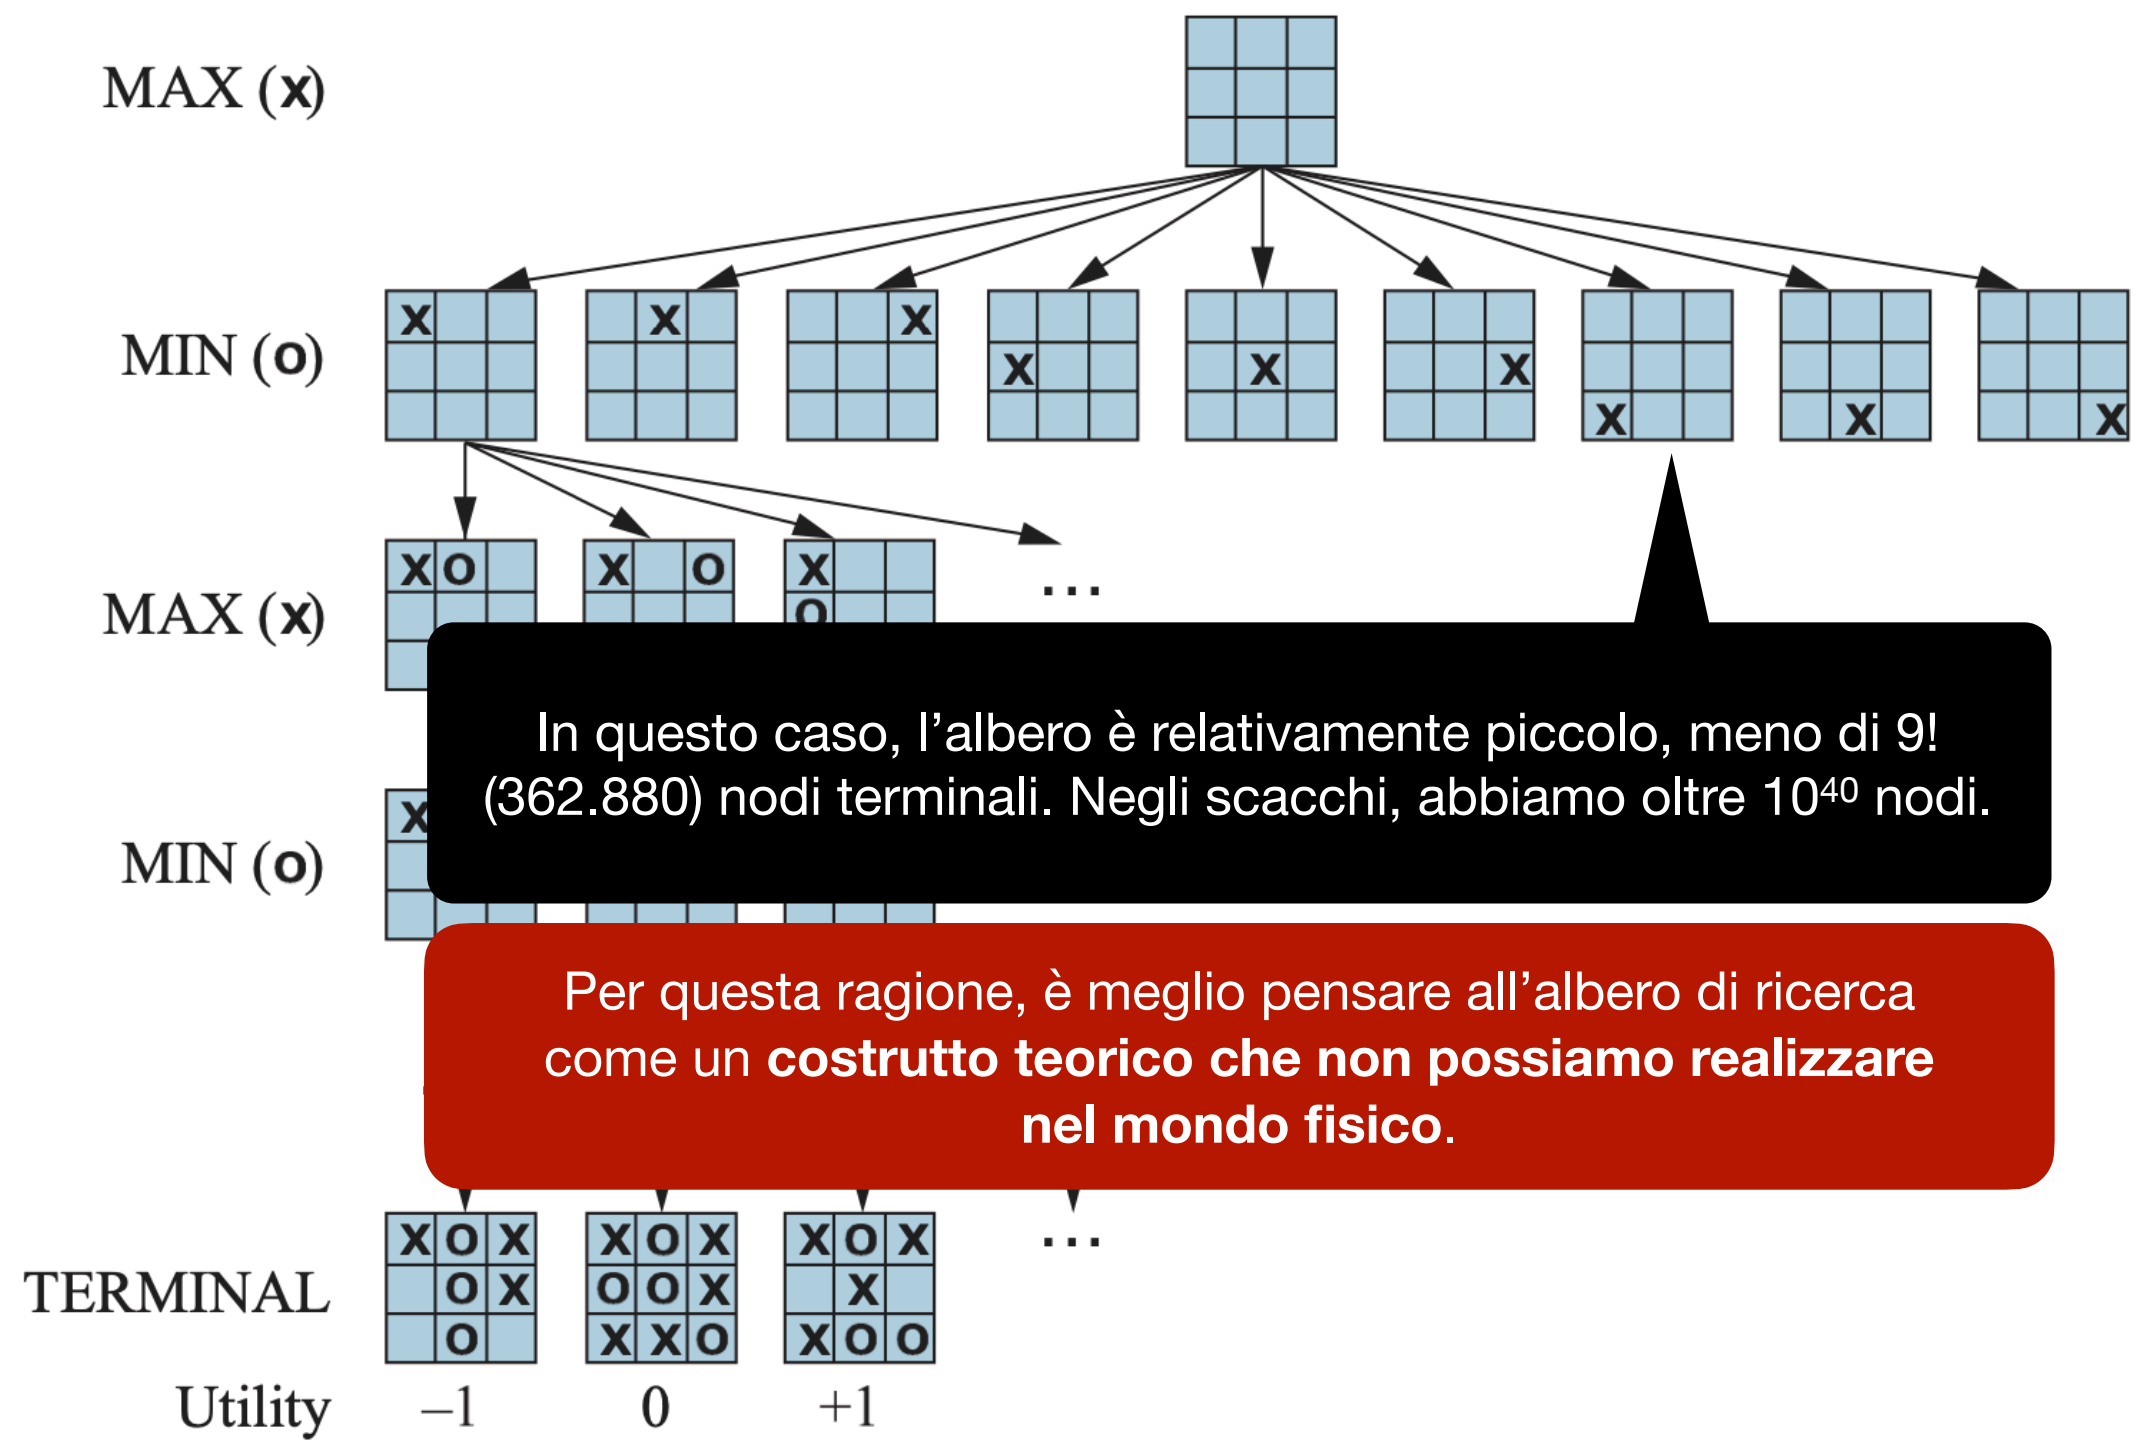 MAX (x)
MIN (o)
x x x
x x x
x x x
MAX (x)
x o x o x
o
...
In questo caso, l’albero è relativamente piccolo, meno di 9!
(362.880) nodi terminali. Negli scacchi, abbiamo oltre 10⁴⁰ nodi.
MIN (o)
x
Per questa ragione, è meglio pensare all’albero di ricerca
come un costrutto teorico che non possiamo realizzare
nel mondo fisico.
TERMINAL
x o x x o x x o x
o x o o x x
o x x o x o o
...
Utility –1 0 +1